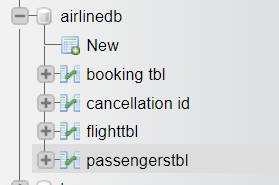 airlinedb
New
booking tbl
cancellation id
flighttbl
passengerstbl